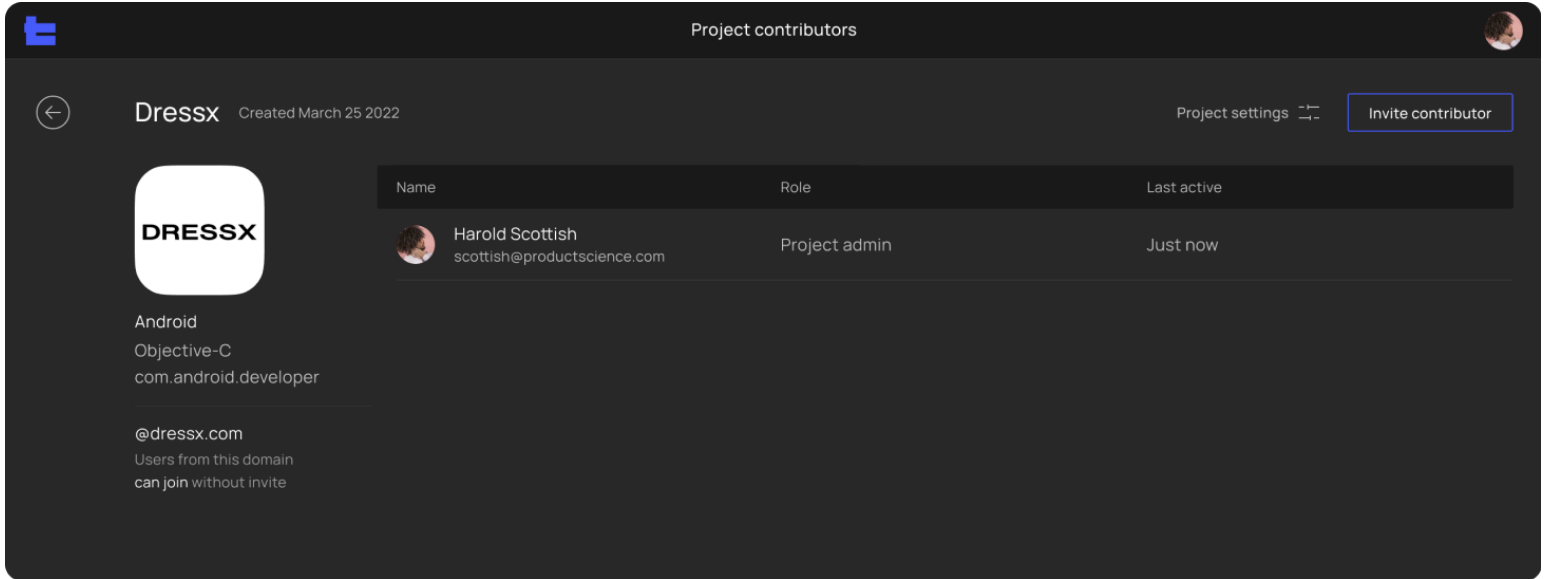 Project contributors
Dressx Created March 25 2022
Project settings Invite contributor
DRESSX
Android
Objective-C
com.android.developer
@dressx.com
Users from this domain
can join without invite
Name Role Last active
Harold Scottish
scottish@productscience.com
Project admin
Just now